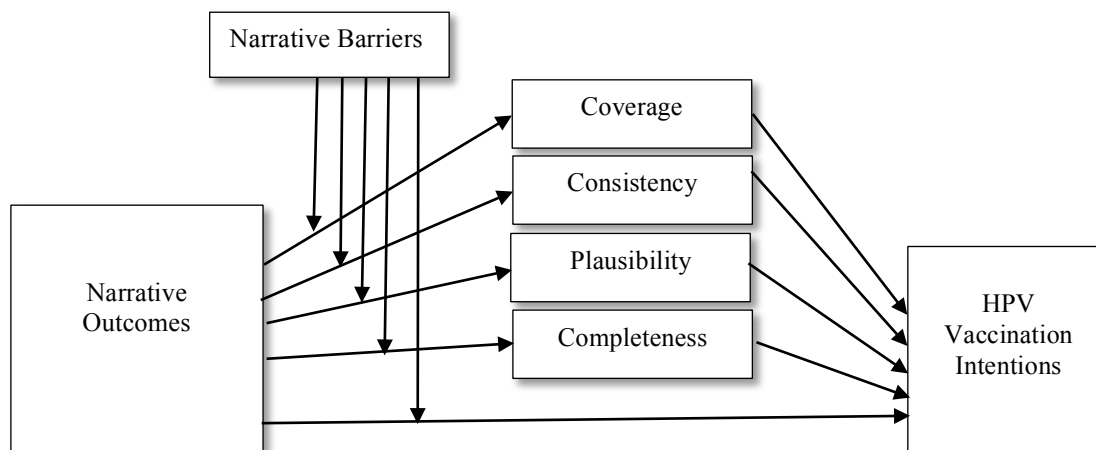 Narrative Barriers
Coverage
Consistency
Plausibility
Completeness
Narrative
Outcomes
HPV
Vaccination
Intentions